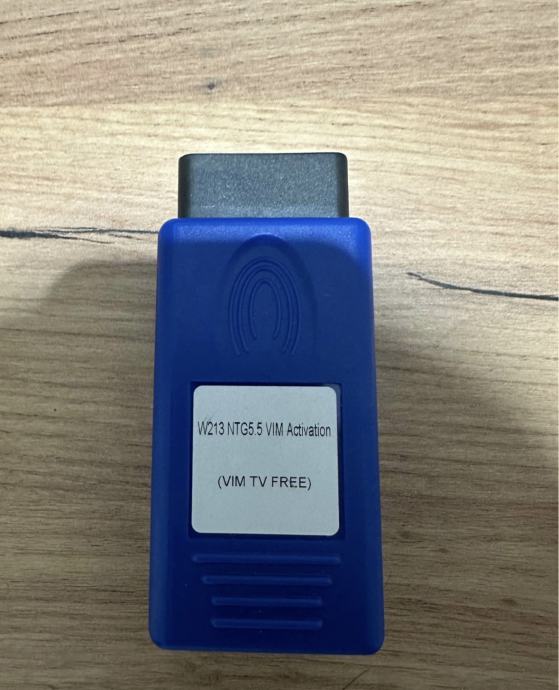 W213 NTG5.5 VIM Activation
(VIM TV FREE)